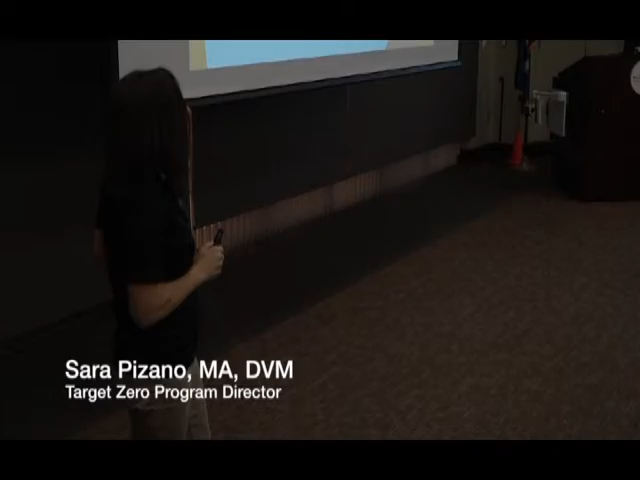 Sara Pizano, MA, DVM
Target Zero Program Director